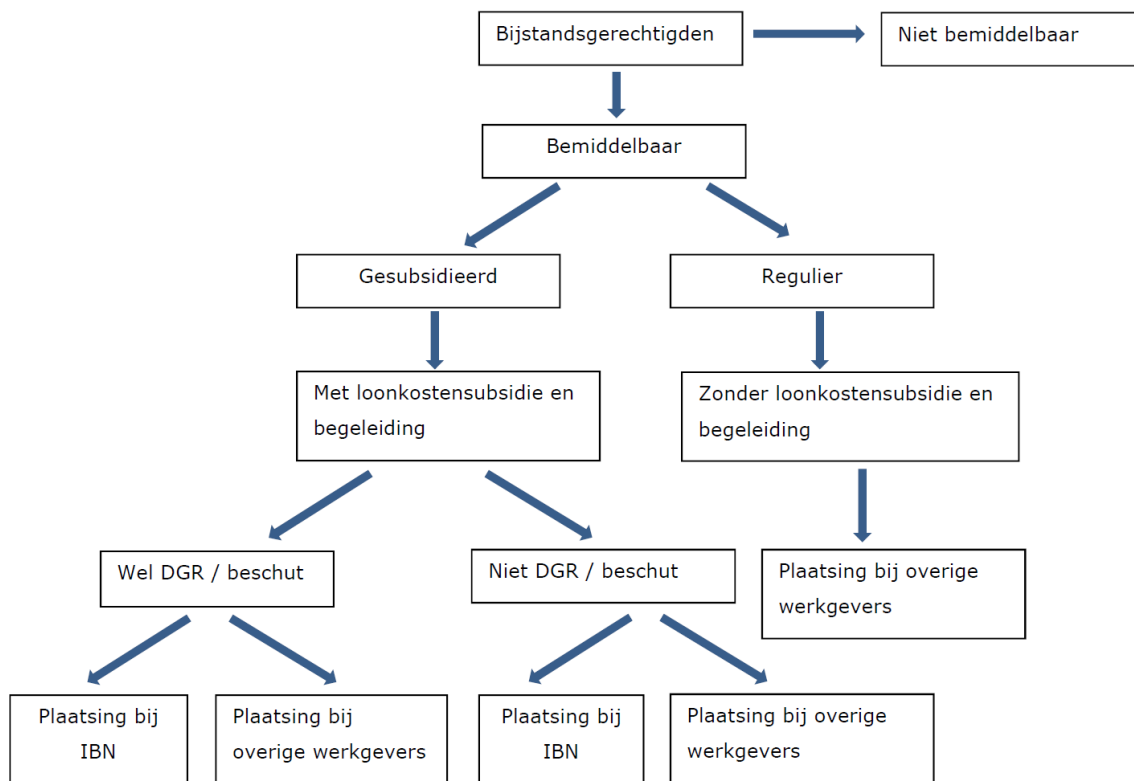 Bijstandsgerechtigden
Niet bemiddelbaar
Bemiddelbaar
Gesubsidieerd
Regulier
Met loonkostensubsidie en
begeleiding
Zonder loonkostensubsidie en
begeleiding
Wel DGR / beschut
Niet DGR / beschut
Plaatsing bij overige
werkgevers
Plaatsing bij
IBN
Plaatsing bij
overige werkgevers
Plaatsing bij
IBN
Plaatsing bij overige
werkgevers